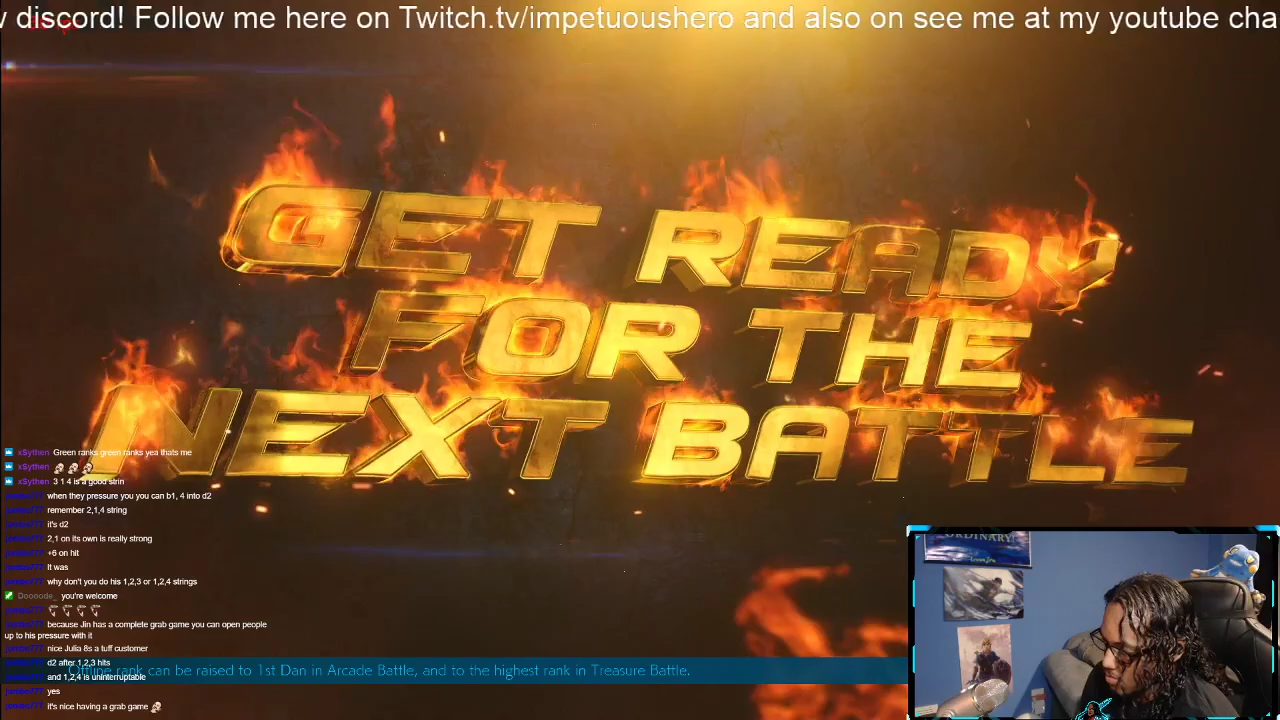 v discord! Follow me here on Twitch.tv/impetuoushero and also on see me at my youtube cha
GET READY
FOR THE
NEXT BATTLE
xSythen Green ranks green ranks yea thats me
xSythen
xSythen 3 1 4 is a good strin
when they pressure you you can b1, 4 into d2
remember 2,1,4 string
it's d2
2,1 on its own is really strong
+6 on hit
It was
why don't you do his 1,2,3 or 1,2,4 strings
Doooode_ you're welcome
because Jin has a complete grab game you can open people
up to his pressure with it
nice Julia 8s a tuff customer
d2 after 1,2,3 hits
Offline rank can be raised to 1st Dan in Arcade Battle, and to the highest rank in Treasure Battle.
and 1,2,4 is uninterruptable
yes
it's nice having a grab game
ORDINARY!